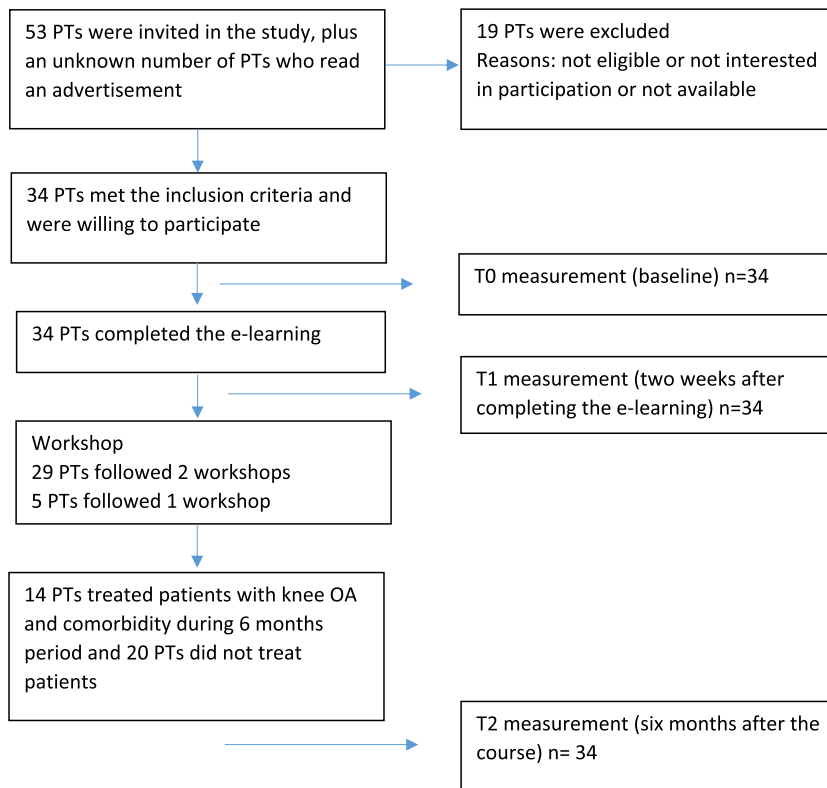 53 PTs were invited in the study, plus
an unknown number of PTs who read
an advertisement
19 PTs were excluded
Reasons: not eligible or not interested
in participation or not available
34 PTs met the inclusion criteria and
were willing to participate
T0 measurement (baseline) n=34
34 PTs completed the e-learning
T1 measurement (two weeks after
completing the e-learning) n=34
Workshop
29 PTs followed 2 workshops
5 PTs followed 1 workshop
14 PTs treated patients with knee OA
and comorbidity during 6 months
period and 20 PTs did not treat
patients
T2 measurement (six months after the
course) n= 34